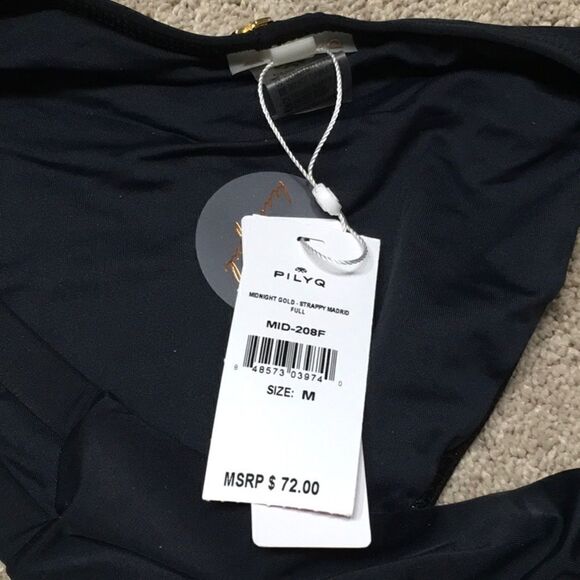 PILYQ
MIDNIGHT GOLD - STRAPPY MADRID
FULL
MID-208F
8 48573 03974 0
SIZE: M
MSRP $ 72.00